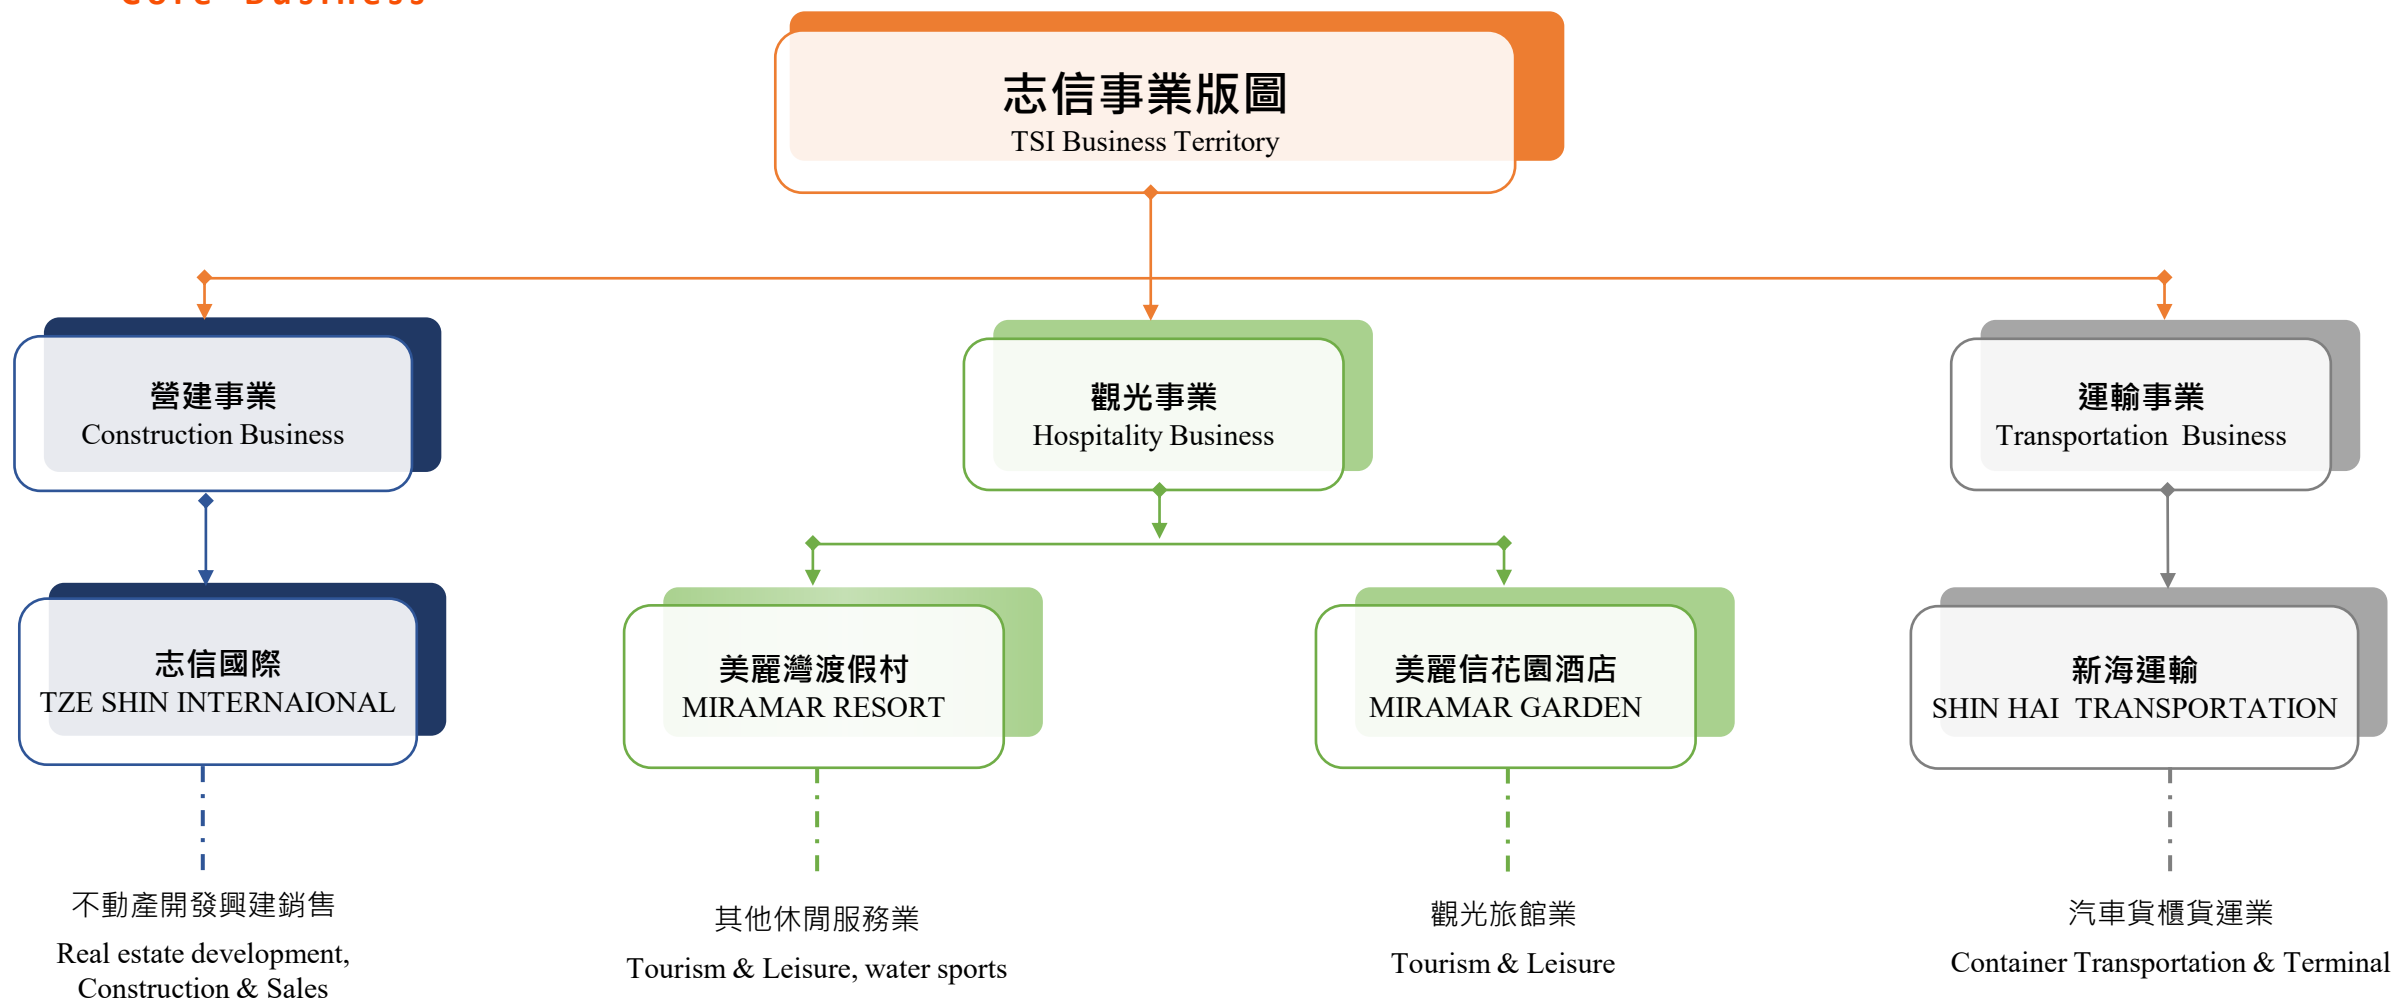 Core Business
志信事業版圖
TSI Business Territory
營建事業
Construction Business
觀光事業
Hospitality Business
運輸事業
Transportation Business
志信國際
TZE SHIN INTERNAIONAL
美麗灣渡假村
MIRAMAR RESORT
美麗信花園酒店
MIRAMAR GARDEN
新海運輸
SHIN HAI TRANSPORTATION
不動產開發興建銷售
Real estate development,
Construction & Sales
其他休閒服務業
Tourism & Leisure, water sports
觀光旅館業
Tourism & Leisure
汽車貨櫃貨運業
Container Transportation & Terminal